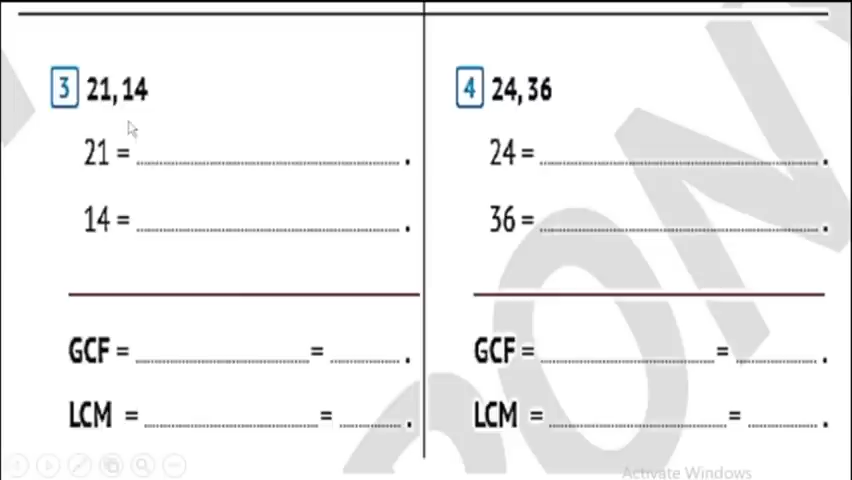 3 21, 14
21 = .
14 = .
GCF = = .
LCM = = .
4 24, 36
24 = .
36 = .
GCF = = .
LCM = = .
Activate Windows